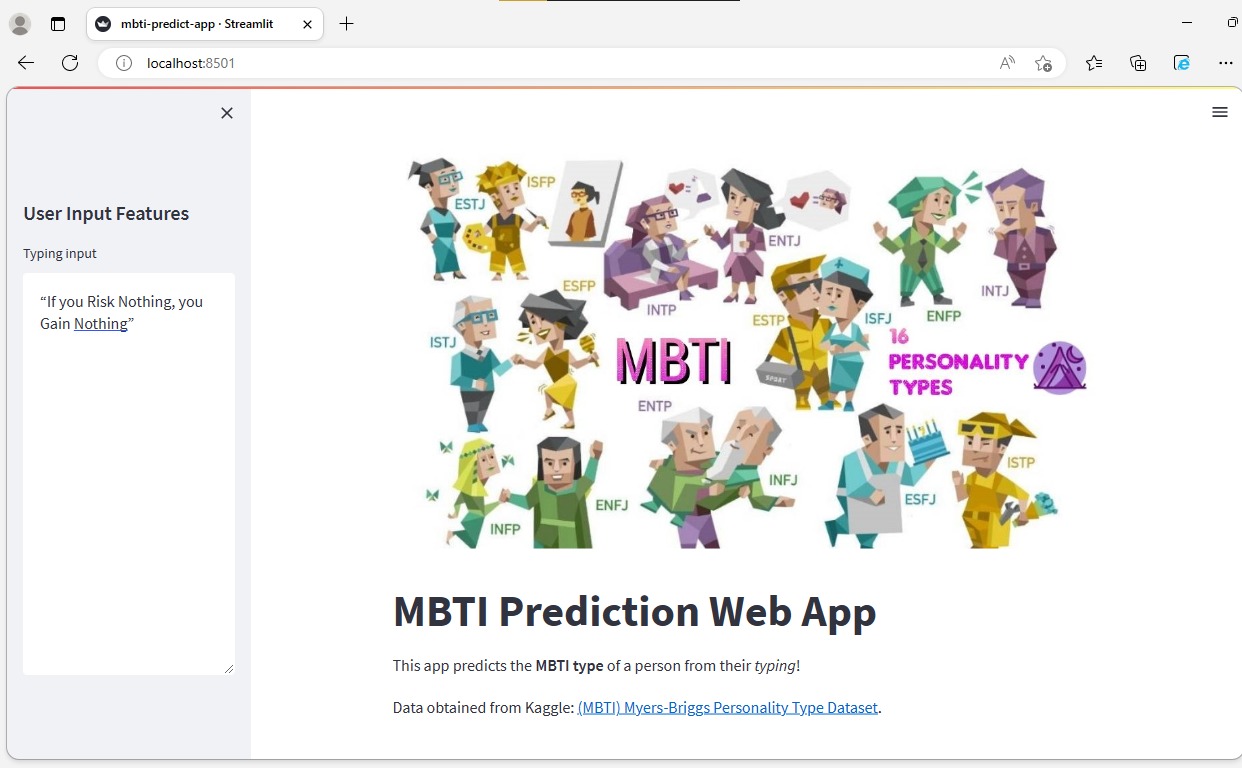 mbti-predict-app · Streamlit
localhost:8501
User Input Features
Typing input
“If you Risk Nothing, you
Gain Nothing”
ESTJ
ISFP
ENTJ
ESFP
INTP
INTJ
ENFP
ISTJ
ESTP
ISFJ
SPORT
MBTI
16
PERSONALITY
TYPES
ENTP
INFP
ENFJ
INFJ
ESFJ
ISTP
MBTI Prediction Web App
This app predicts the MBTI type of a person from their typing!
Data obtained from Kaggle: (MBTI) Myers-Briggs Personality Type Dataset.